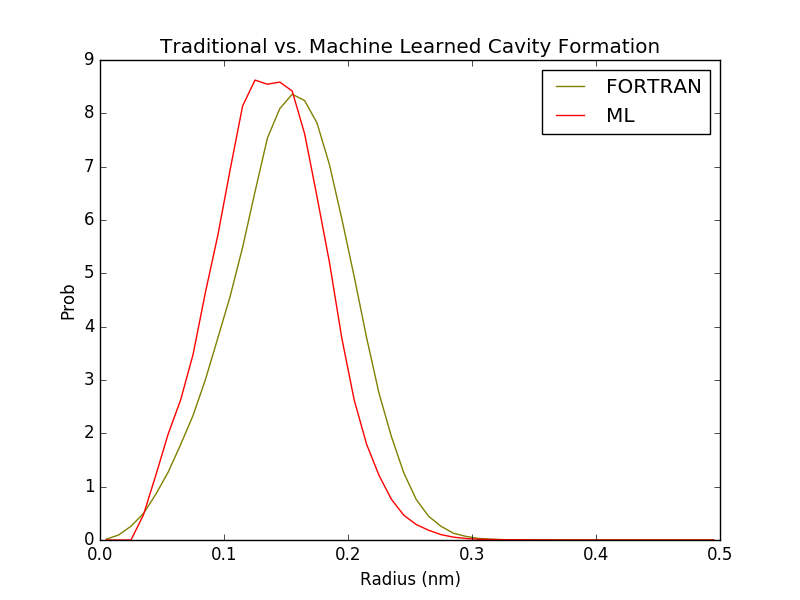 Traditional vs. Machine Learned Cavity Formation
FORTRAN
ML
9
8
7
6
5
4
3
2
1
0
Prob
0.0 0.1 0.2 0.3 0.4 0.5
Radius (nm)